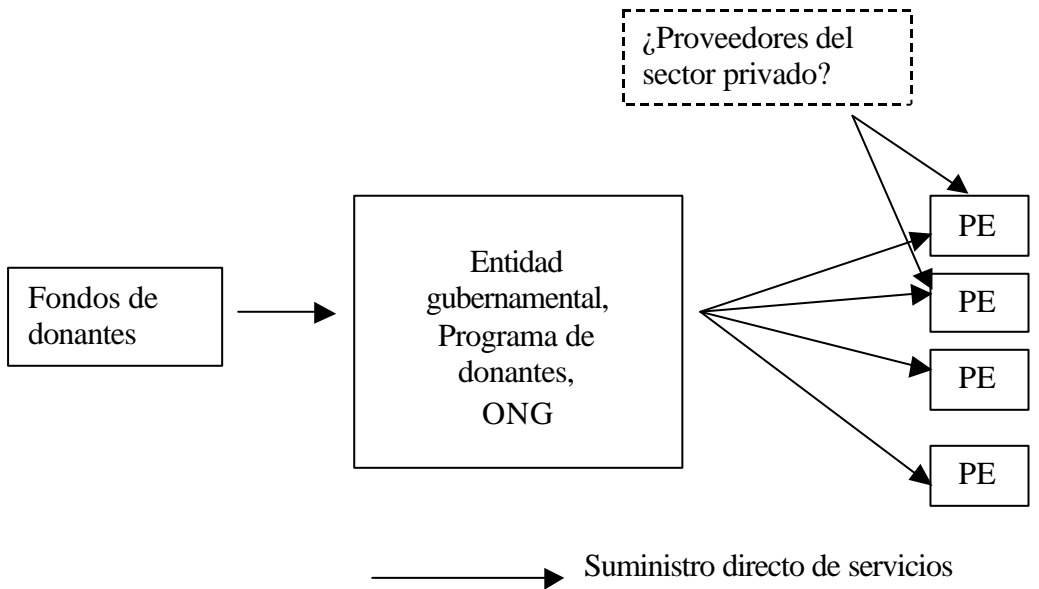 ¿Proveedores del
sector privado?
Fondos de
donantes
Entidad
gubernamental,
Programa de
donantes,
ONG
PE
PE
PE
PE
Suministro directo de servicios